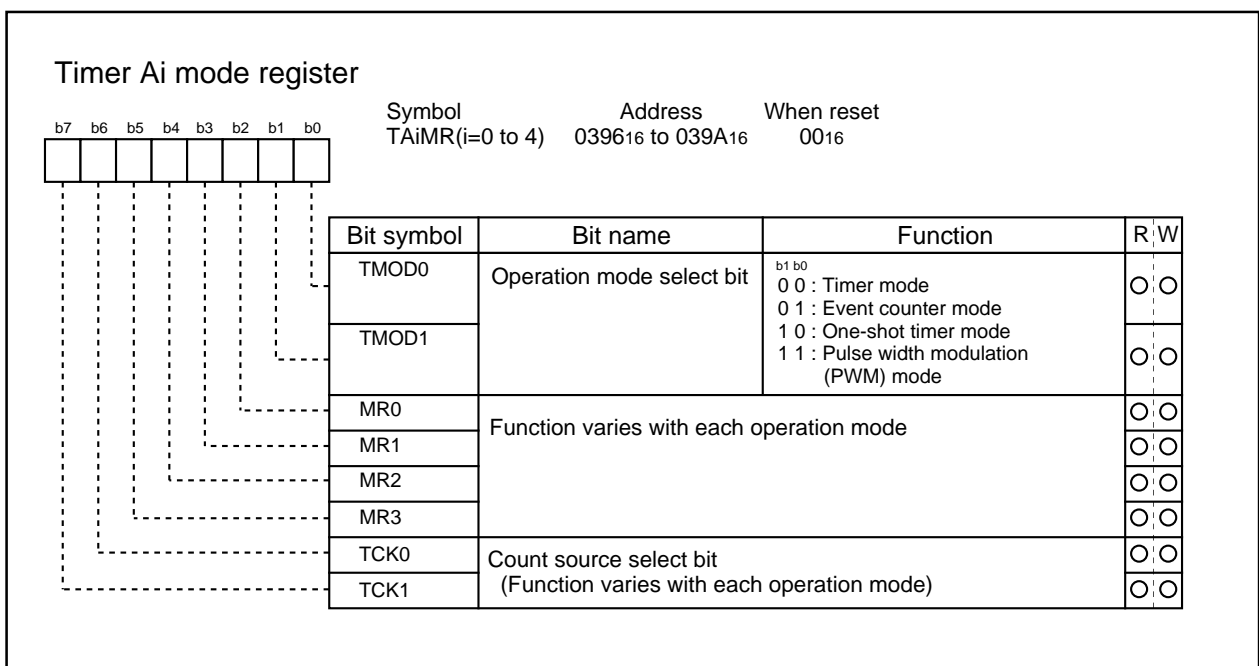 Timer Ai mode register
Symbol Address When reset
TAiMR(i=0 to 4) 039616 to 039A16 0016
b7 b6 b5 b4 b3 b2 b1 b0
Bit symbol Bit name Function R W
TMOD0 Operation mode select bit
b1 b0
0 0 : Timer mode
0 1 : Event counter mode
1 0 : One-shot timer mode
1 1 : Pulse width modulation
(PWM) mode
TMOD1
MR0
Function varies with each operation mode
MR1
MR2
MR3
TCK0
Count source select bit
(Function varies with each operation mode)
TCK1